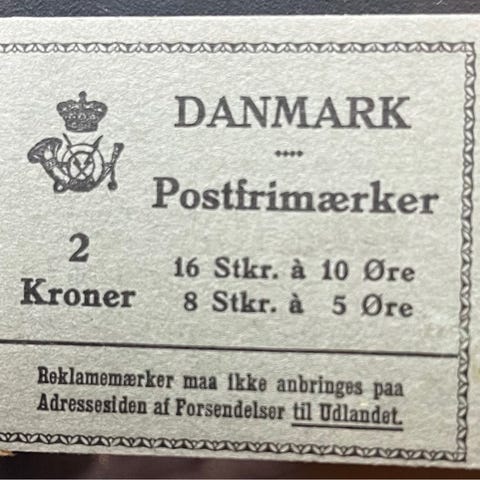 DANMARK
Postfrimærker
2
Kroner
16 Stkr. à 10 Øre
8 Stkr. à 5 Øre
Reklamemærker maa ikke anbringes paa
Adressesiden af Forsendelser til Udlandet.